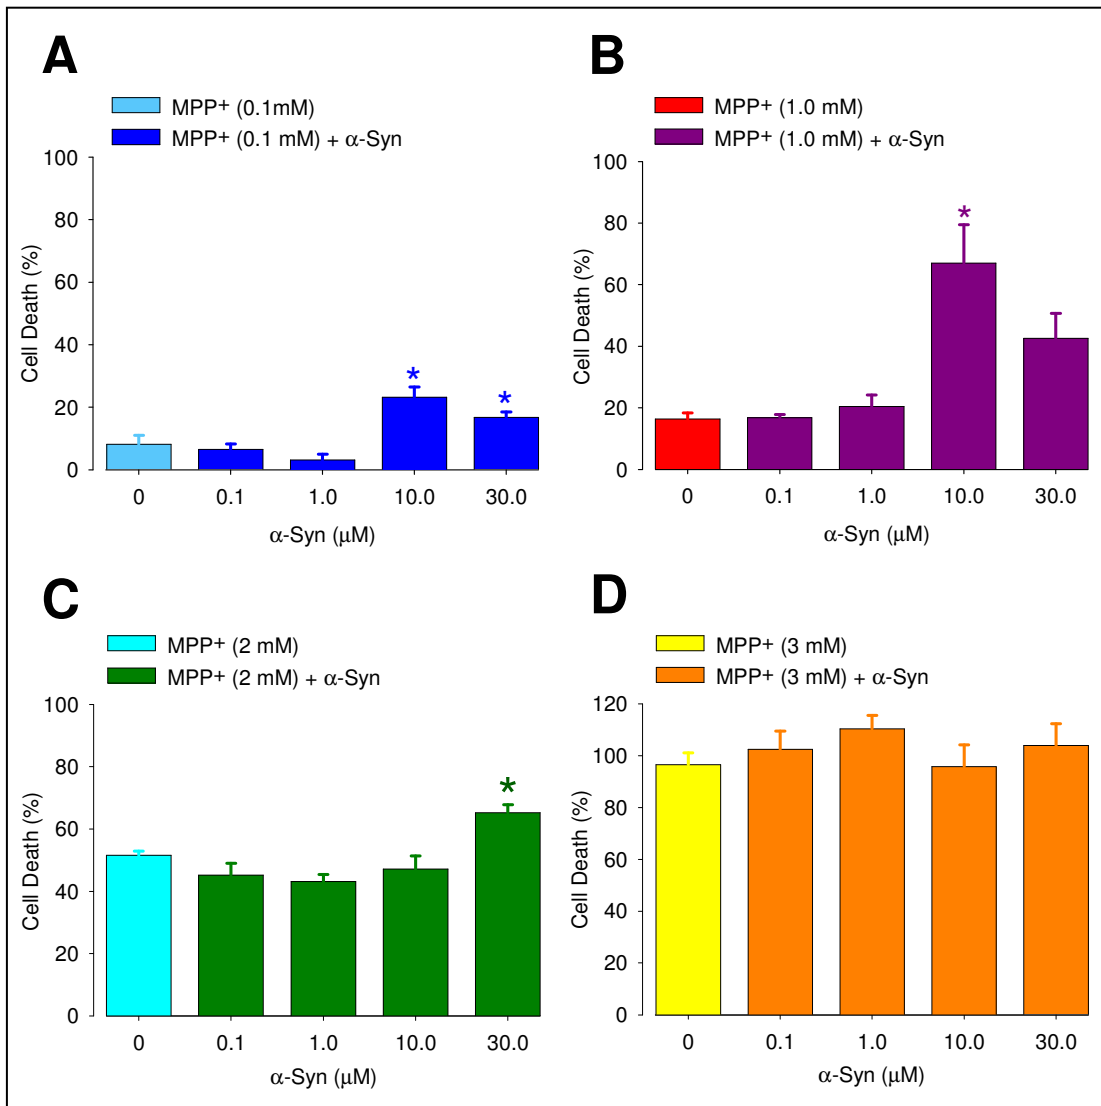 A
MPP+ (0.1mM)
MPP+ (0.1 mM) + α-Syn
100
80
60
40
20
0
Cell Death (%)
*
*
0 0.1 1.0 10.0 30.0
α-Syn (μM)
B
MPP+ (1.0 mM)
MPP+ (1.0 mM) + α-Syn
100
80
60
40
20
0
Cell Death (%)
*
0 0.1 1.0 10.0 30.0
α-Syn (μM)
C
MPP+ (2 mM)
MPP+ (2 mM) + α-Syn
100
80
60
40
20
0
Cell Death (%)
*
0 0.1 1.0 10.0 30.0
α-Syn (μM)
D
MPP+ (3 mM)
MPP+ (3 mM) + α-Syn
120
100
80
60
40
20
0
Cell Death (%)
0 0.1 1.0 10.0 30.0
α-Syn (μM)